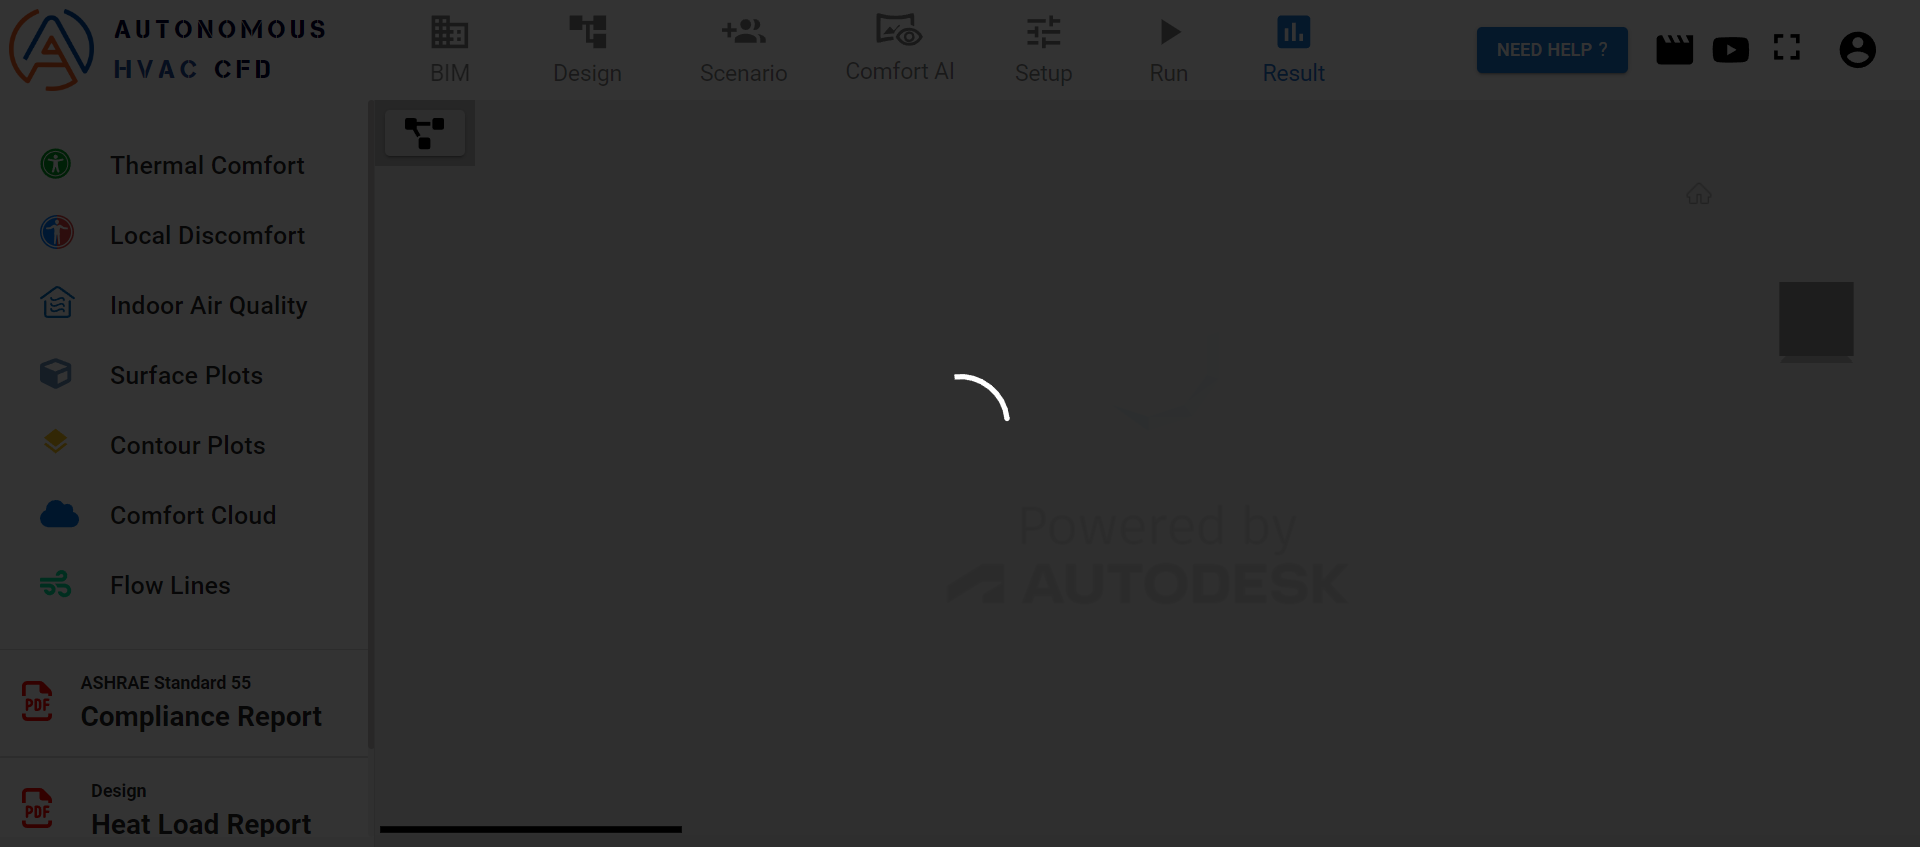 AUTONOMOUS
HVAC CFD
BIM
Design
Scenario
Comfort AI
Setup
Run
Result
NEED HELP ?
Thermal Comfort
Local Discomfort
Indoor Air Quality
Surface Plots
Contour Plots
Comfort Cloud
Flow Lines
PDF
ASHRAE Standard 55
Compliance Report
PDF
Design
Heat Load Report
Powered by
AUTODESK